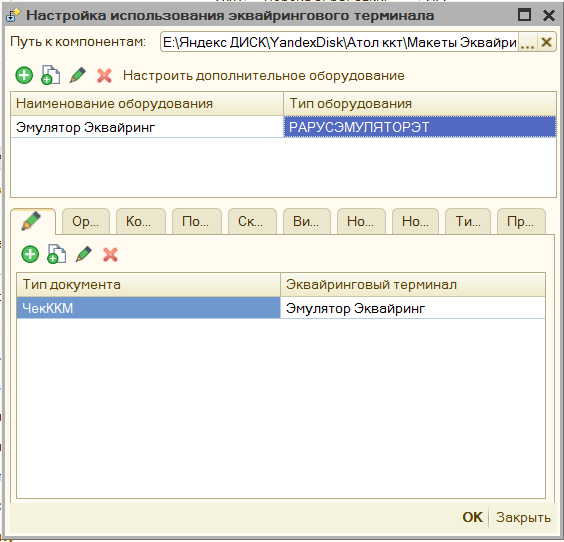 Настройка использования эквайрингового терминала
Путь к компонентам: E:\Яндекс ДИСК\YandexDisk\Атол ккт\Макеты Эквайри ...
Настроить дополнительное оборудование
Наименование оборудования Тип оборудования
Эмулятор Эквайринг РАРУСЭМУЛЯТОРЭТ
Ор... Ко... По... Ск... Ви... Но... Но... Ти... Пр...
Тип документа Эквайринговый терминал
ЧекККМ Эмулятор Эквайринг
OK Закрыть